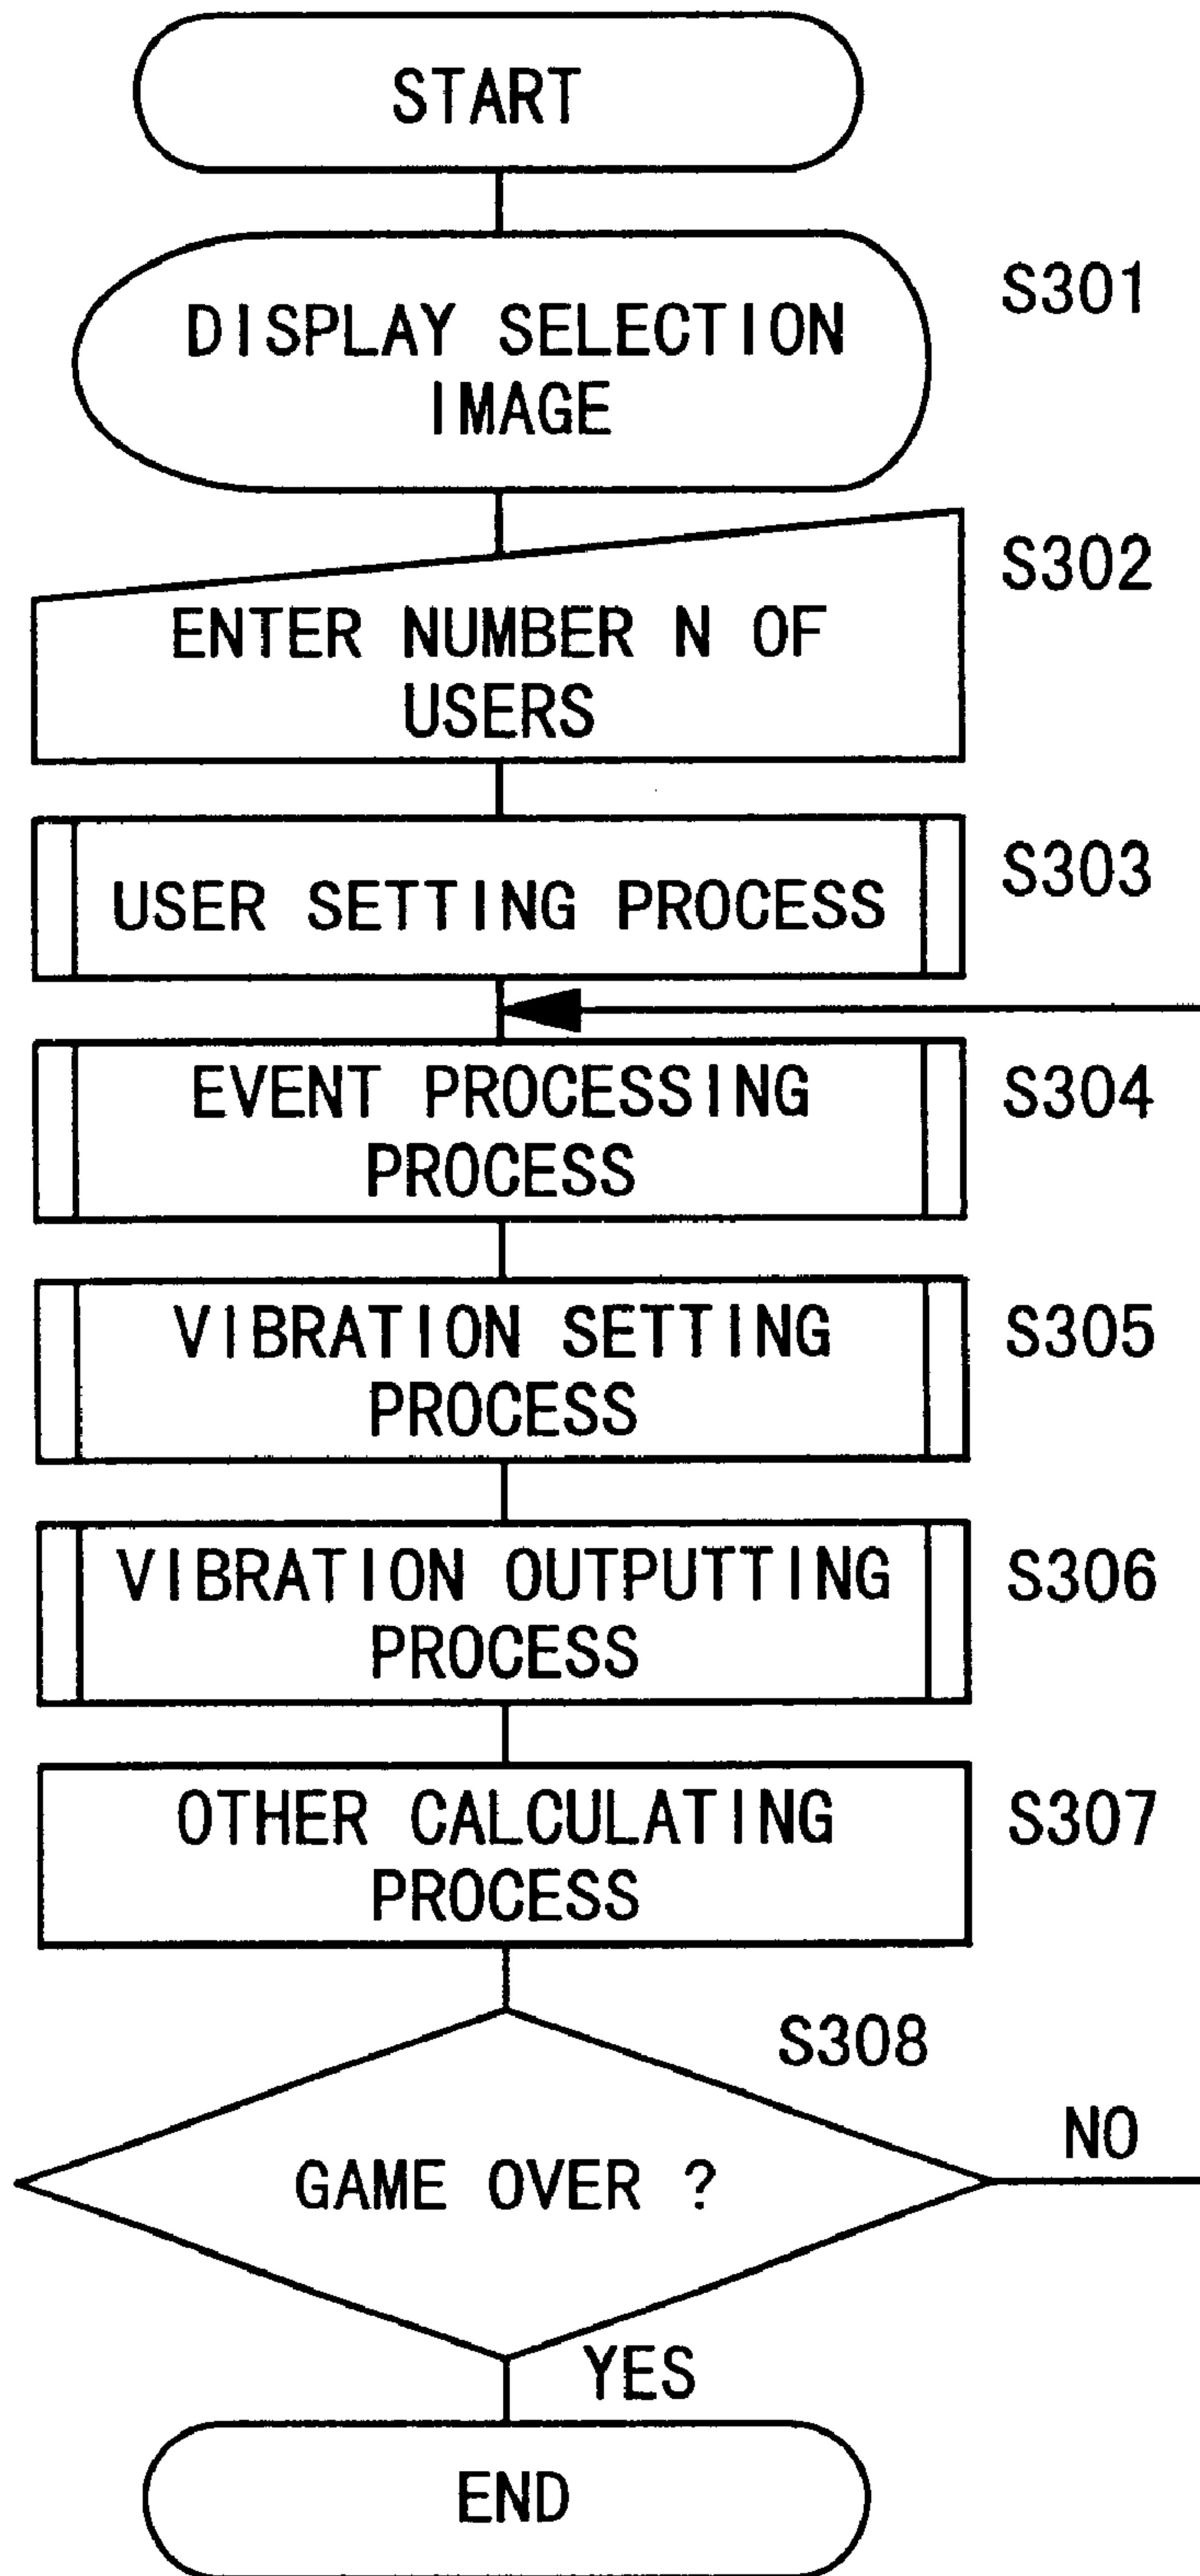 START
DISPLAY SELECTION
IMAGE
S301
ENTER NUMBER N OF
USERS
S302
USER SETTING PROCESS
S303
EVENT PROCESSING
PROCESS
S304
VIBRATION SETTING
PROCESS
S305
VIBRATION OUTPUTTING
PROCESS
S306
OTHER CALCULATING
PROCESS
S307
S308
GAME OVER ?
NO
YES
END